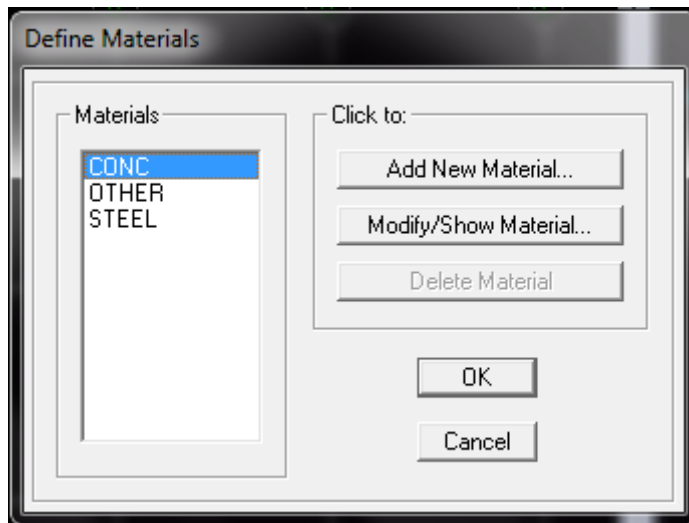 Define Materials
Materials
CONC
OTHER
STEEL
Click to:
Add New Material...
Modify/Show Material...
Delete Material
OK
Cancel